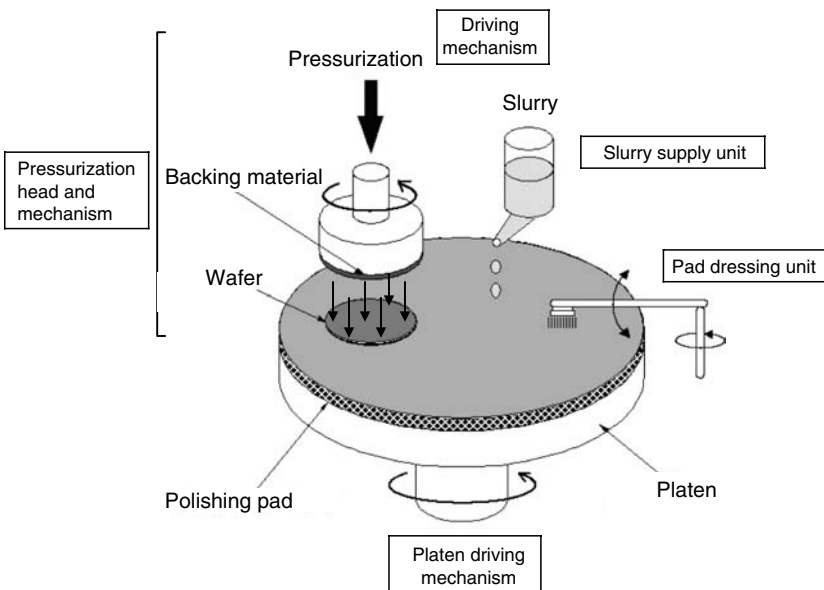 Driving
mechanism
Pressurization
Slurry
Slurry supply unit
Pressurization
head and
mechanism
Backing material
Wafer
Pad dressing unit
Polishing pad
Platen
Platen driving
mechanism